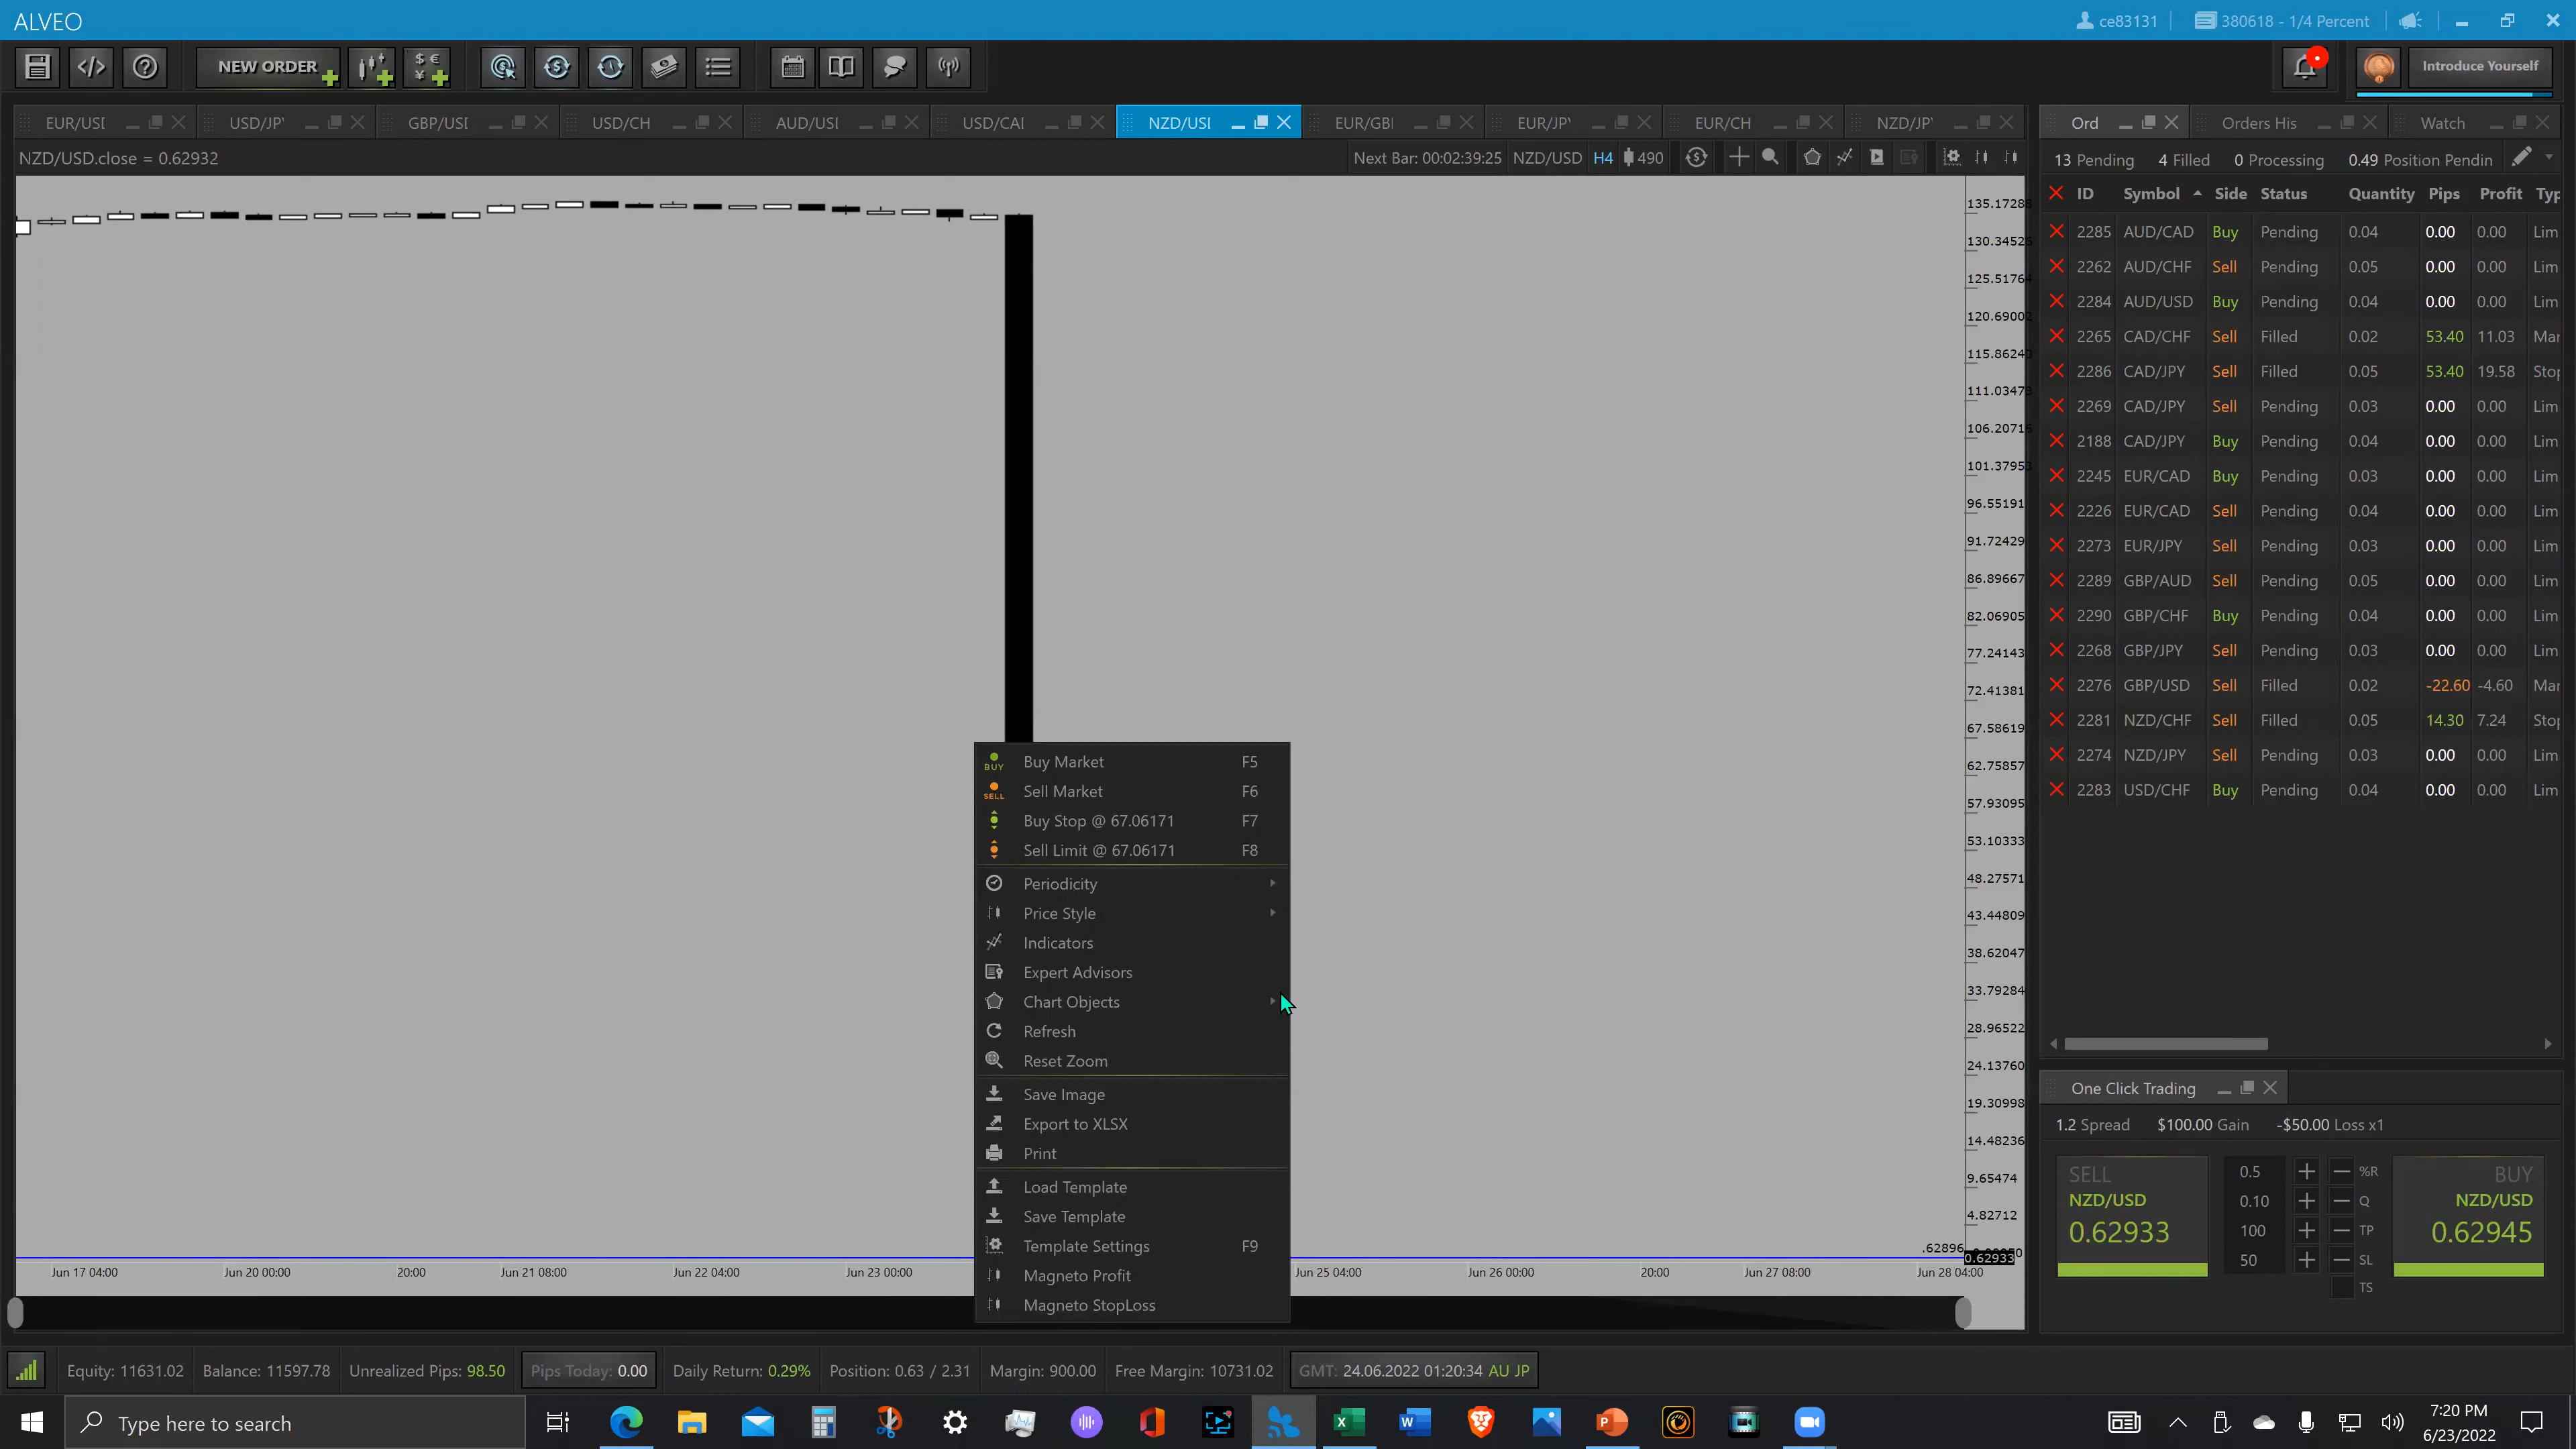 ALVEO
ce83131
380618 - 1/4 Percent
NEW ORDER
Introduce Yourself
EUR/USI
USD/JP'
GBP/USI
USD/CH
AUD/USI
USD/CAI
NZD/USI
EUR/GBI
EUR/JP'
EUR/CH
NZD/JP'
Ord
Orders His
Watch
NZD/USD.close = 0.62932
Next Bar: 00:02:39:25 NZD/USD H4 490
13 Pending 4 Filled 0 Processing 0.49 Position Pendin
ID Symbol Side Status Quantity Pips Profit Typ
2285 AUD/CAD Buy Pending 0.04 0.00 0.00 Lim
2262 AUD/CHF Sell Pending 0.05 0.00 0.00 Lim
2284 AUD/USD Buy Pending 0.04 0.00 0.00 Lim
2265 CAD/CHF Sell Filled 0.02 53.40 11.03 Mar
2286 CAD/JPY Sell Filled 0.05 53.40 19.58 Stop
2269 CAD/JPY Sell Pending 0.03 0.00 0.00 Lim
2188 CAD/JPY Buy Pending 0.04 0.00 0.00 Lim
2245 EUR/CAD Buy Pending 0.03 0.00 0.00 Lim
2226 EUR/CAD Sell Pending 0.04 0.00 0.00 Lim
2273 EUR/JPY Sell Pending 0.03 0.00 0.00 Lim
2289 GBP/AUD Sell Pending 0.05 0.00 0.00 Lim
2290 GBP/CHF Buy Pending 0.04 0.00 0.00 Lim
2268 GBP/JPY Sell Pending 0.03 0.00 0.00 Lim
2276 GBP/USD Sell Filled 0.02 -22.60 -4.60 Mar
2281 NZD/CHF Sell Filled 0.05 14.30 7.24 Stop
2274 NZD/JPY Sell Pending 0.03 0.00 0.00 Lim
2283 USD/CHF Buy Pending 0.04 0.00 0.00 Lim
135.17288
130.34526
125.51764
120.69002
115.86240
111.03478
106.20716
101.37953
96.55191
91.72429
86.89667
82.06905
77.24143
72.41381
67.58619
62.75857
57.93095
53.10333
48.27571
43.44809
38.62047
33.79284
28.96522
24.13760
19.30998
14.48236
9.65474
4.82712
.62896
0.62933
BUY Buy Market F5
SELL Sell Market F6
Buy Stop @ 67.06171 F7
Sell Limit @ 67.06171 F8
Periodicity
Price Style
Indicators
Expert Advisors
Chart Objects
Refresh
Reset Zoom
Save Image
Export to XLSX
Print
Load Template
Save Template
Template Settings F9
Magneto Profit
Magneto StopLoss
Jun 17 04:00
Jun 20 00:00
20:00
Jun 21 08:00
Jun 22 04:00
Jun 23 00:00
Jun 25 04:00
Jun 26 00:00
20:00
Jun 27 08:00
Jun 28 04:00
One Click Trading
1.2 Spread $100.00 Gain -$50.00 Loss x1
SELL
NZD/USD
0.62933
0.5 %R
0.10 Q
100 TP
50 SL
TS
BUY
NZD/USD
0.62945
Equity: 11631.02
Balance: 11597.78
Unrealized Pips: 98.50
Pips Today: 0.00
Daily Return: 0.29%
Position: 0.63 / 2.31
Margin: 900.00
Free Margin: 10731.02
GMT: 24.06.2022 01:20:34 AU JP
Type here to search
7:20 PM
6/23/2022